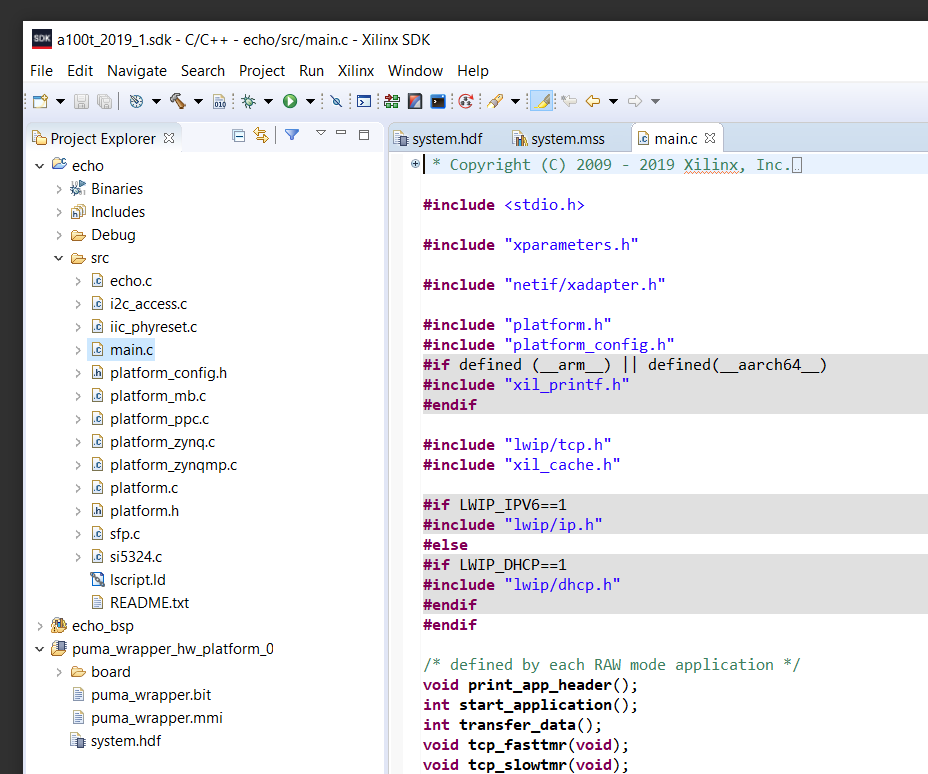 SDK a100t_2019_1.sdk - C/C++ - echo/src/main.c - Xilinx SDK
File Edit Navigate Search Project Run Xilinx Window Help
010
Project Explorer
echo
Binaries
Includes
Debug
src
echo.c
i2c_access.c
iic_phyreset.c
main.c
platform_config.h
platform_mb.c
platform_ppc.c
platform_zynq.c
platform_zynqmp.c
platform.c
platform.h
sfp.c
si5324.c
lscript.ld
README.txt
echo_bsp
puma_wrapper_hw_platform_0
board
puma_wrapper.bit
puma_wrapper.mmi
system.hdf
system.hdf system.mss main.c
* Copyright (C) 2009 - 2019 Xilinx, Inc.
#include <stdio.h>
#include "xparameters.h"
#include "netif/xadapter.h"
#include "platform.h"
#include "platform_config.h"
#if defined (__arm__) || defined(__aarch64__)
#include "xil_printf.h"
#endif
#include "lwip/tcp.h"
#include "xil_cache.h"
#if LWIP_IPV6==1
#include "lwip/ip.h"
#else
#if LWIP_DHCP==1
#include "lwip/dhcp.h"
#endif
#endif
/* defined by each RAW mode application */
void print_app_header();
int start_application();
int transfer_data();
void tcp_fasttmr(void);
void tcp_slowtmr(void);